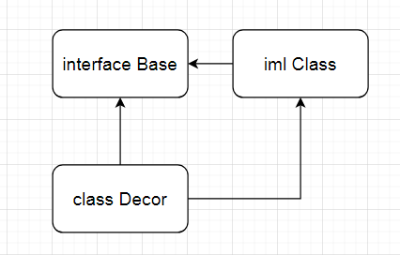 interface Base
iml Class
class Decor